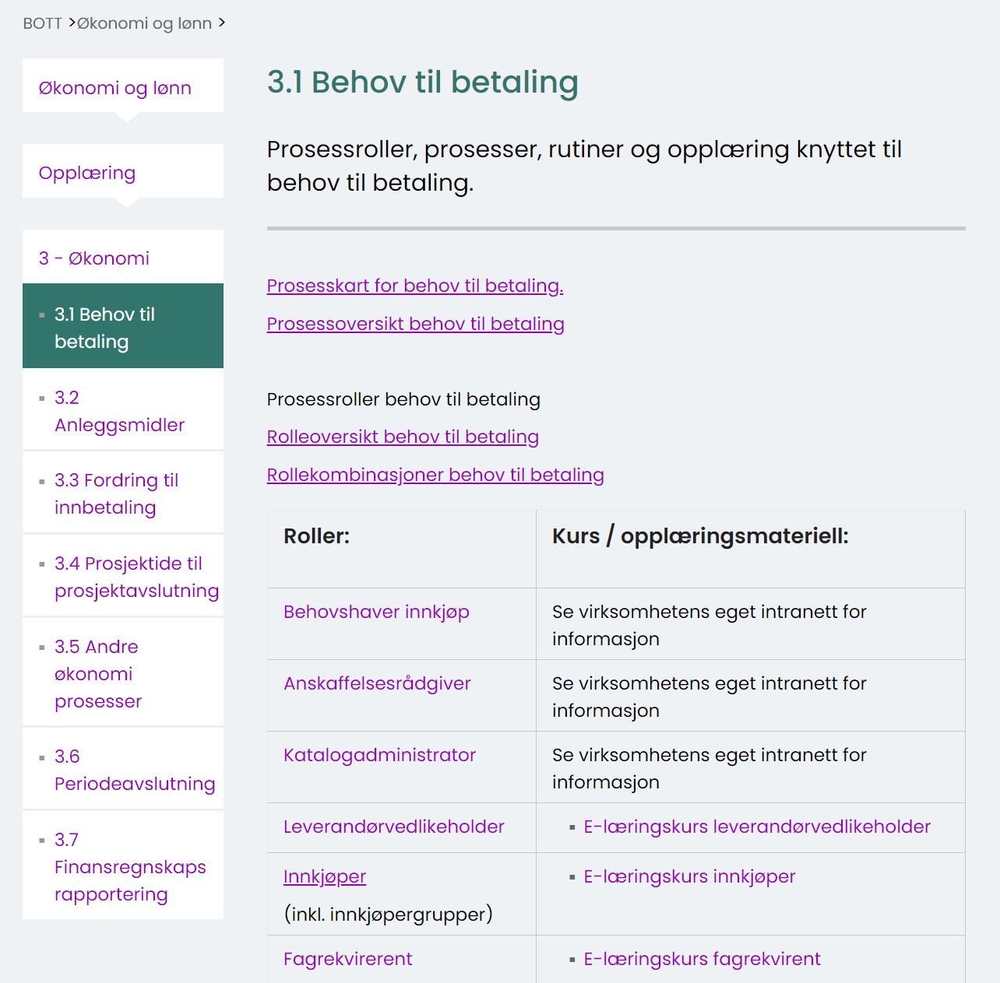 BOTT >Økonomi og lønn >
Økonomi og lønn
Opplæring
3 - Økonomi
3.1 Behov til
betaling
3.2
Anleggsmidler
3.3 Fordring til
innbetaling
3.4 Prosjektide til
prosjektavslutning
3.5 Andre
økonomi
prosesser
3.6
Periodeavslutning
3.7
Finansregnskaps
rapportering
3.1 Behov til betaling
Prosessroller, prosesser, rutiner og opplæring knyttet til
behov til betaling.
Prosesskart for behov til betaling.
Prosessoversikt behov til betaling
Prosessroller behov til betaling
Rolleoversikt behov til betaling
Rollekombinasjoner behov til betaling
Roller:
Kurs / opplæringsmateriell:
Behovshaver innkjøp
Se virksomhetens eget intranett for
informasjon
Anskaffelsesrådgiver
Se virksomhetens eget intranett for
informasjon
Katalogadministrator
Se virksomhetens eget intranett for
informasjon
Leverandørvedlikeholder
E-læringskurs leverandørvedlikeholder
Innkjøper
(inkl. innkjøpergrupper)
E-læringskurs innkjøper
Fagrekvirerent
E-læringskurs fagrekvirent